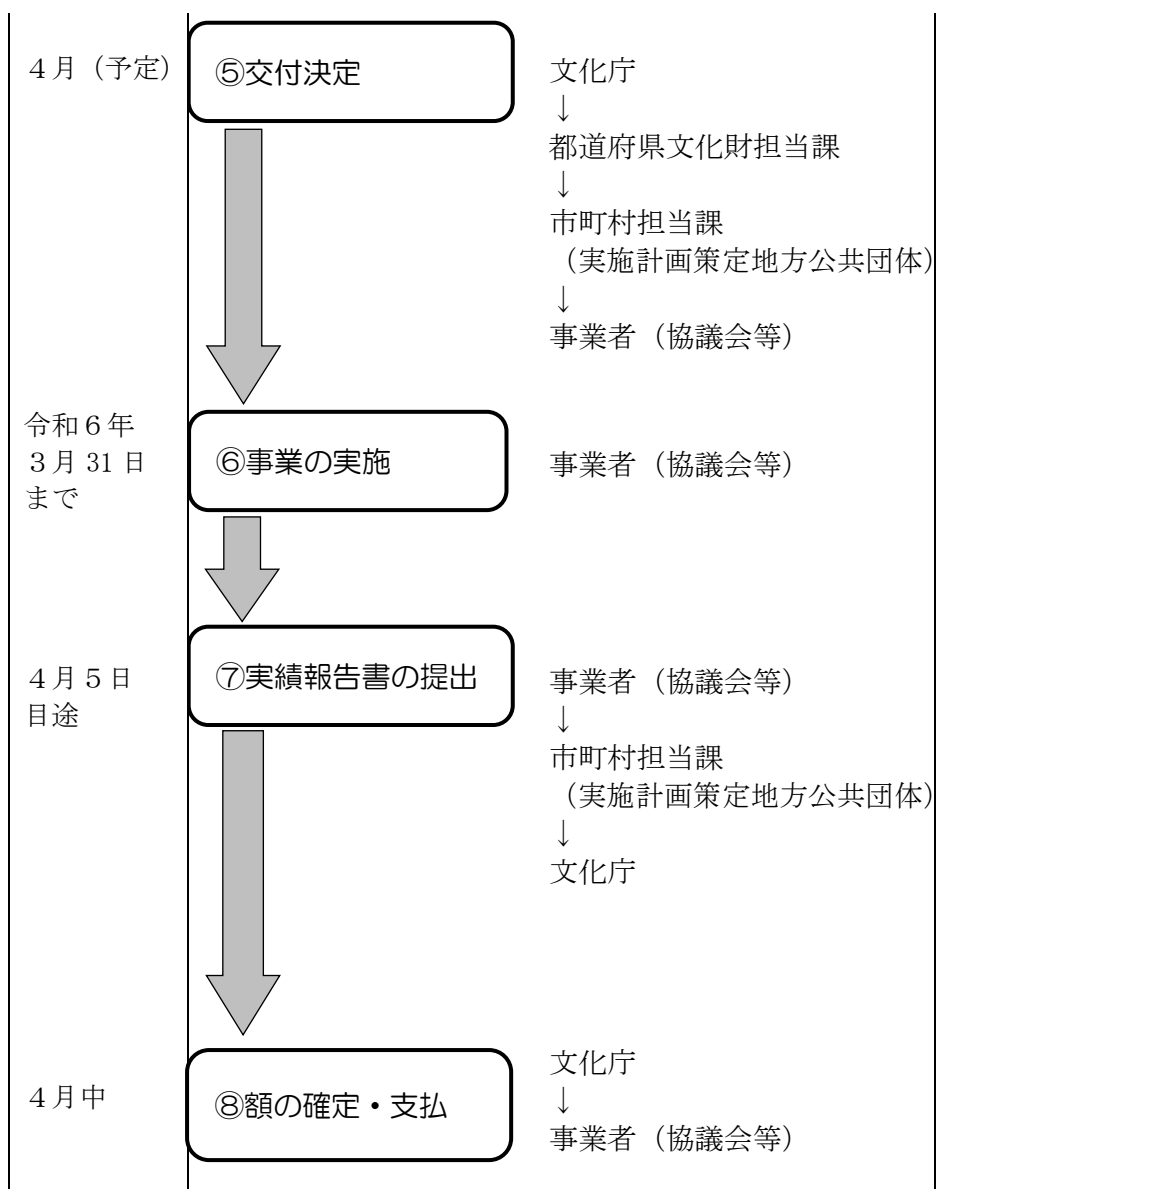 ４月（予定）
⑤交付決定
文化庁
↓
都道府県文化財担当課
↓
市町村担当課
（実施計画策定地方公共団体）
↓
事業者（協議会等）
令和６年
３月 31 日
まで
⑥事業の実施
事業者（協議会等）
４月５日
目途
⑦実績報告書の提出
事業者（協議会等）
↓
市町村担当課
（実施計画策定地方公共団体）
↓
文化庁
４月中
⑧額の確定・支払
文化庁
↓
事業者（協議会等）